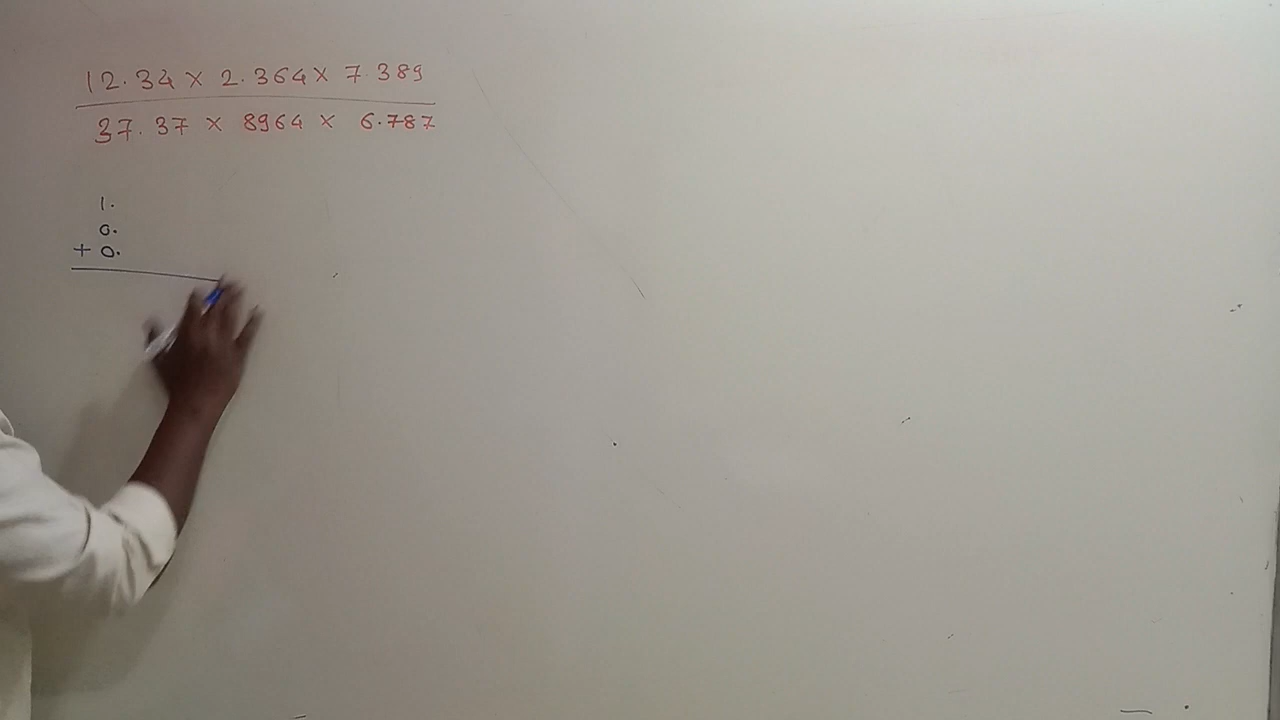 12.34 × 2.364 × 7.389
37.37 × 8964 × 6.787
1.
0.
+ 0.